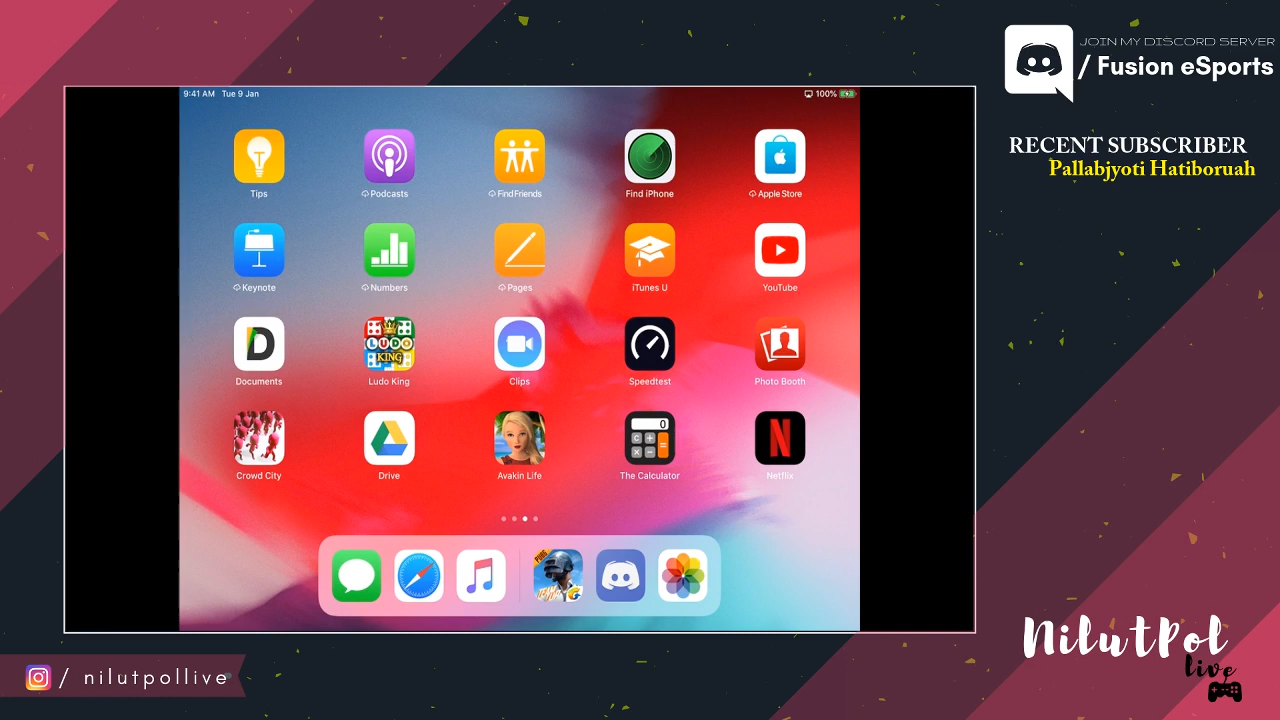 JOIN MY DISCORD SERVER
/ Fusion eSports
RECENT SUBSCRIBER
Pallabjyoti Hatiboruah
9:41 AM Tue 9 Jan
100%
Tips
Podcasts
Find Friends
Find iPhone
Apple Store
Keynote
Numbers
Pages
iTunes U
YouTube
D
LUDO
KING
Documents
Ludo King
Clips
Speedtest
Photo Booth
0
C
N
Crowd City
Drive
Avakin Life
The Calculator
Netflix
PUBG
/ nilutpollive
NilutPol
live